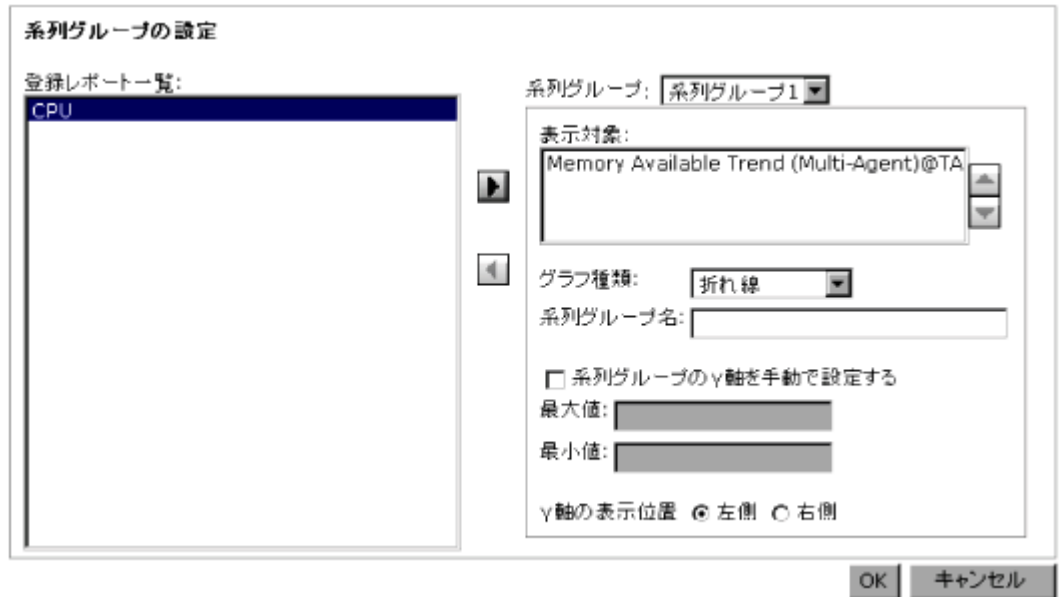 系列グループの設定
登録レポート一覧:
CPU
系列グループ: 系列グループ1
表示対象:
Memory Available Trend (Multi-Agent)@TA
グラフ種類: 折れ線
系列グループ名:
系列グループのY軸を手動で設定する
最大値:
最小値:
Y軸の表示位置 左側 右側
OK キャンセル